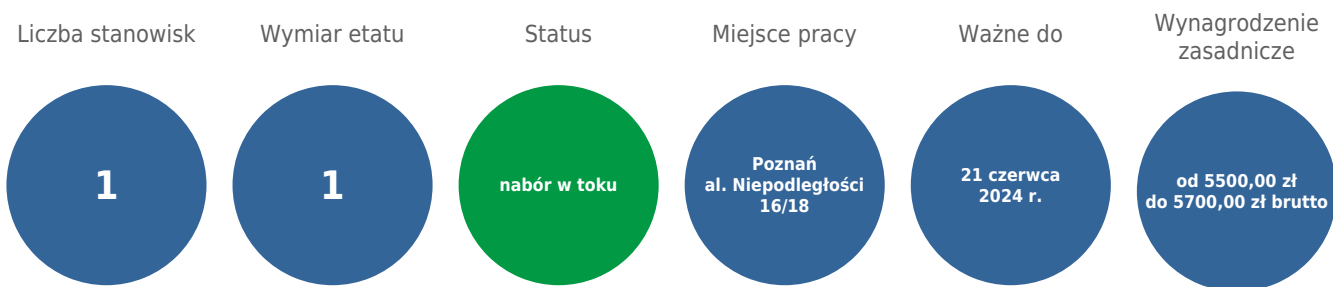 Liczba stanowisk
1
Wymiar etatu
1
Status
nabór w toku
Miejsce pracy
Poznań
al. Niepodległości
16/18
Ważne do
21 czerwca
2024 r.
Wynagrodzenie
zasadnicze
od 5500,00 zł
do 5700,00 zł brutto